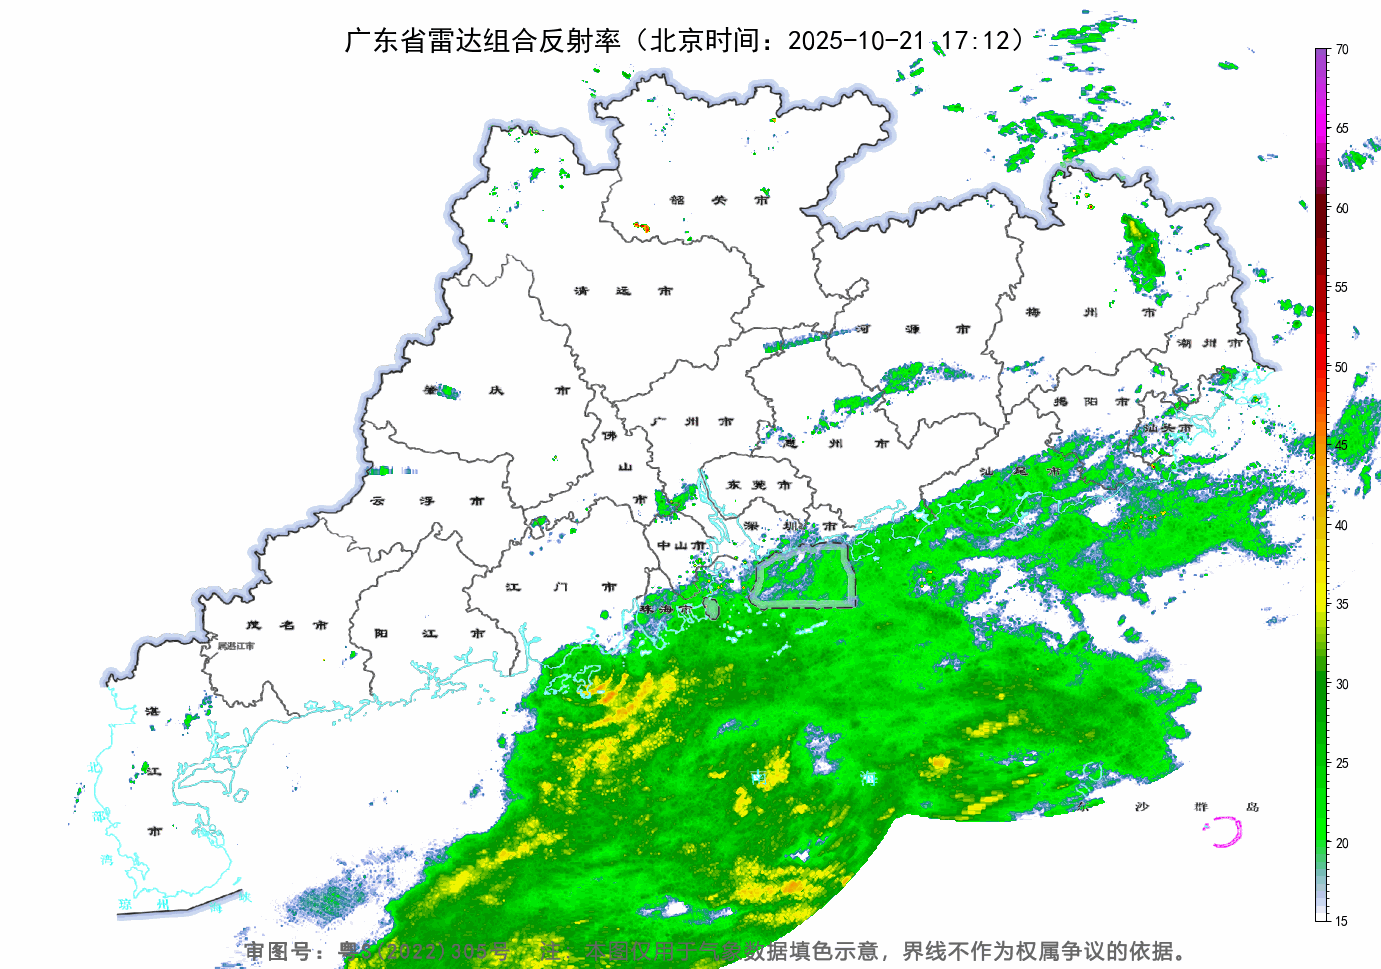 广东省雷达组合反射率（北京时间：2025-10-21 17:12）
70
65
60
55
50
45
40
35
30
25
20
15
韶 关 市
清 远 市
河 源 市
梅 州 市
潮 州 市
肇 庆 市
广 州 市
佛 山 市
惠 州 市
揭 阳 市
汕头市
汕 尾 市
云 浮 市
东 莞 市
深 圳 市
中山市
江 门 市
珠海市
茂 名 市
属湛江市
阳 江 市
湛 江 市
北 部 湾
琼 州 海 峡
南 海
东 沙 群 岛
审图号：粤S(2022)305号 注：本图仅用于气象数据填色示意，界线不作为权属争议的依据。